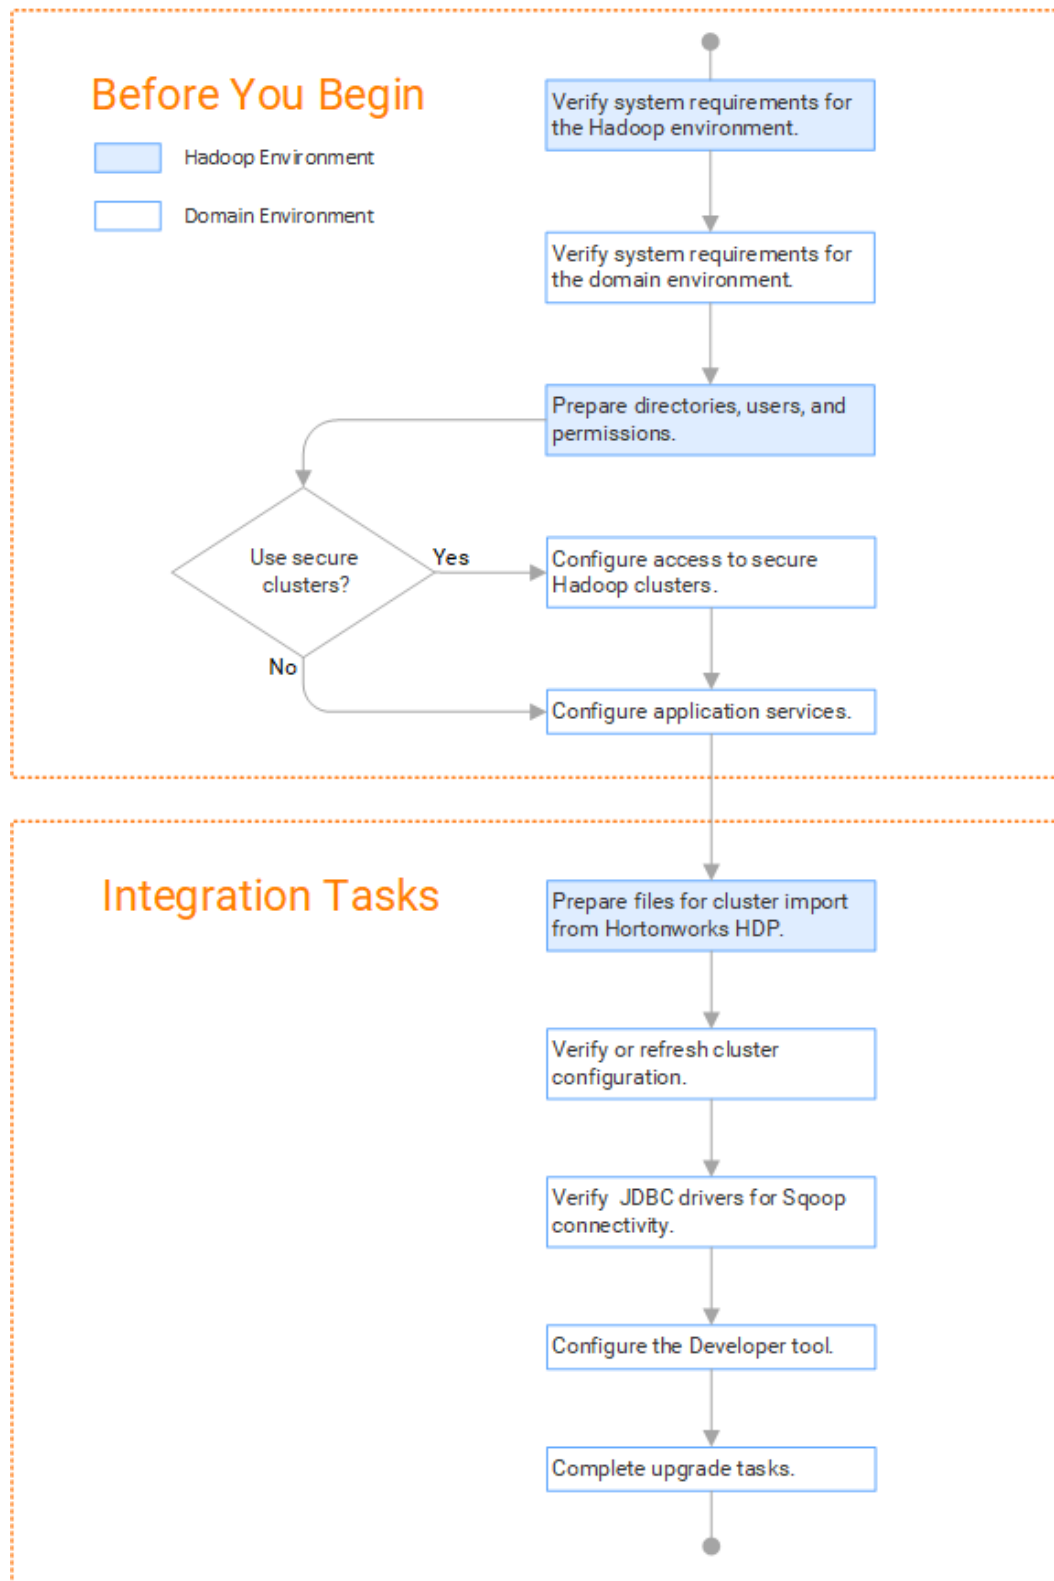 Before You Begin
Hadoop Environment
Domain Environment
Verify system requirements for
the Hadoop environment.
Verify system requirements for
the domain environment.
Prepare directories, users, and
permissions.
Use secure
clusters?
Yes
No
Configure access to secure
Hadoop clusters.
Configure application services.
Integration Tasks
Prepare files for cluster import
from Hortonworks HDP.
Verify or refresh cluster
configuration.
Verify  JDBC drivers for Sqoop
connectivity.
Configure the Developer tool.
Complete upgrade tasks.